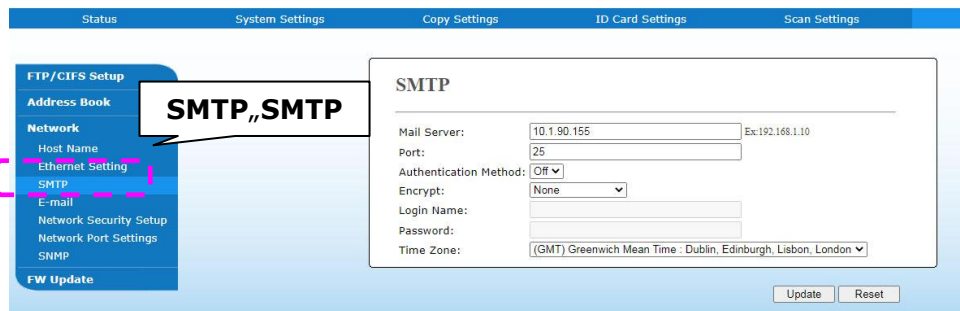 Status System Settings Copy Settings ID Card Settings Scan Settings
FTP/CIFS Setup
Address Book
Network
Host Name
Ethernet Setting
SMTP
E-mail
Network Security Setup
Network Port Settings
SNMP
FW Update
SMTP„SMTP
SMTP
Mail Server: 10.1.90.155 Ex:192.168.1.10
Port: 25
Authentication Method: Off
Encrypt: None
Login Name:
Password:
Time Zone: (GMT) Greenwich Mean Time : Dublin, Edinburgh, Lisbon, London
Update Reset